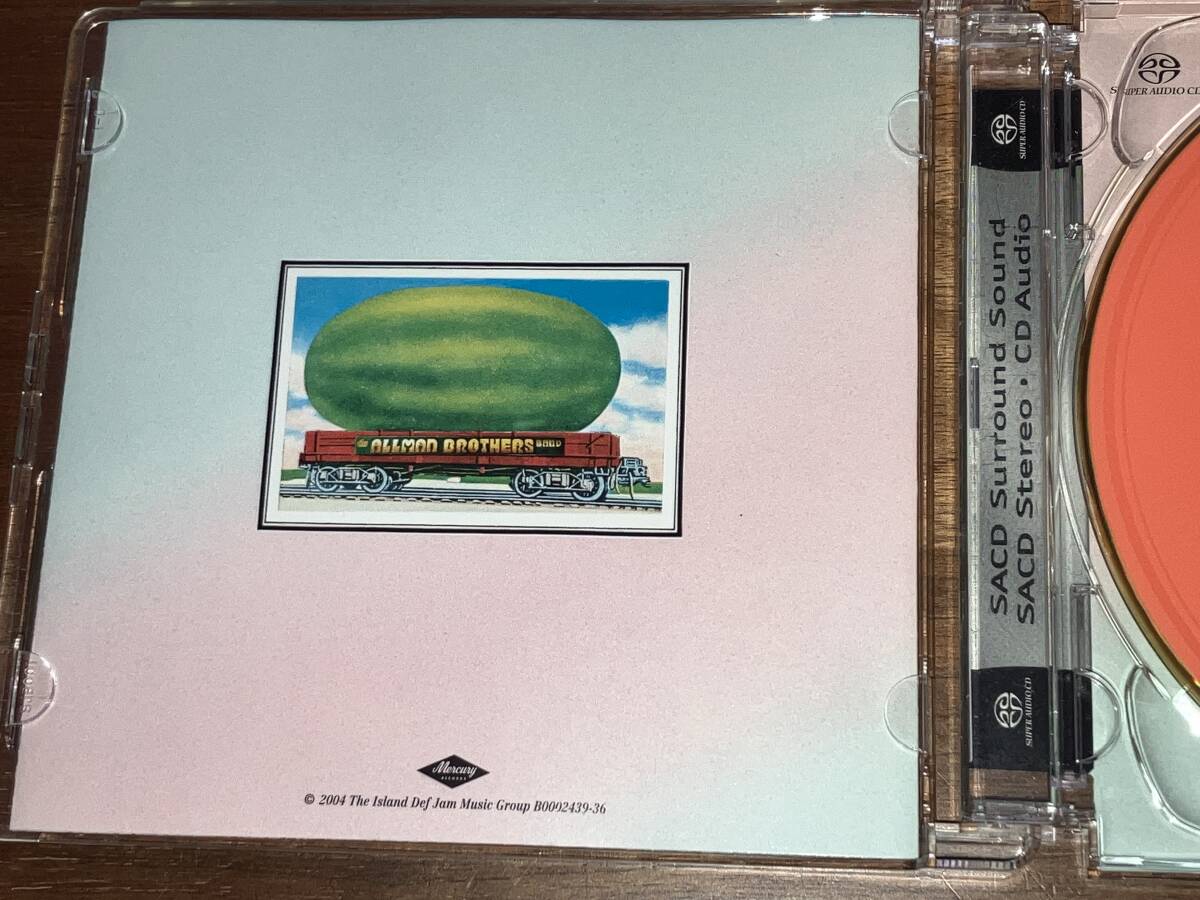 the ALLMAN BROTHERS BAND
Mercury
RECORDS
© 2004 The Island Def Jam Music Group B0002439-36
SUPER AUDIO CD
SACD Surround Sound
SACD Stereo • CD Audio
SUPER AUDIO CD
SUPER AUDIO CD